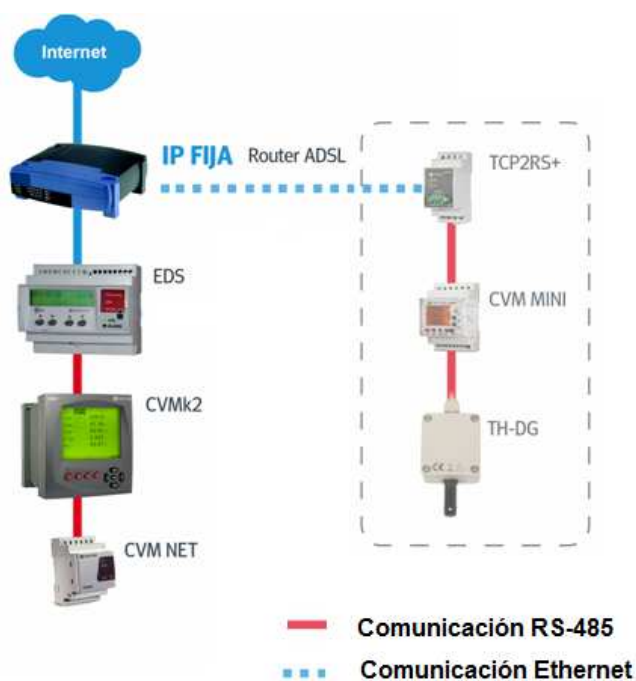 Internet
IP FIJA Router ADSL
TCP2RS+
EDS
CVM MINI
CVMk2
TH-DG
CVM NET
Comunicación RS-485
Comunicación Ethernet